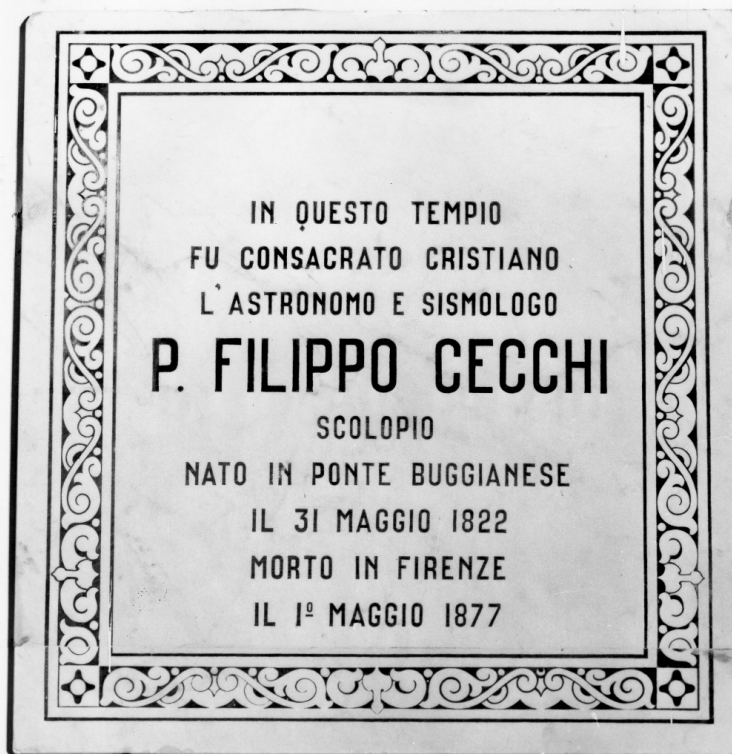 IN QUESTO TEMPIO
FU CONSACRATO CRISTIANO
L'ASTRONOMO E SISMOLOGO
P. FILIPPO CECCHI
SCOLOPIO
NATO IN PONTE BUGGIANESE
IL 31 MAGGIO 1822
MORTO IN FIRENZE
IL 1º MAGGIO 1877